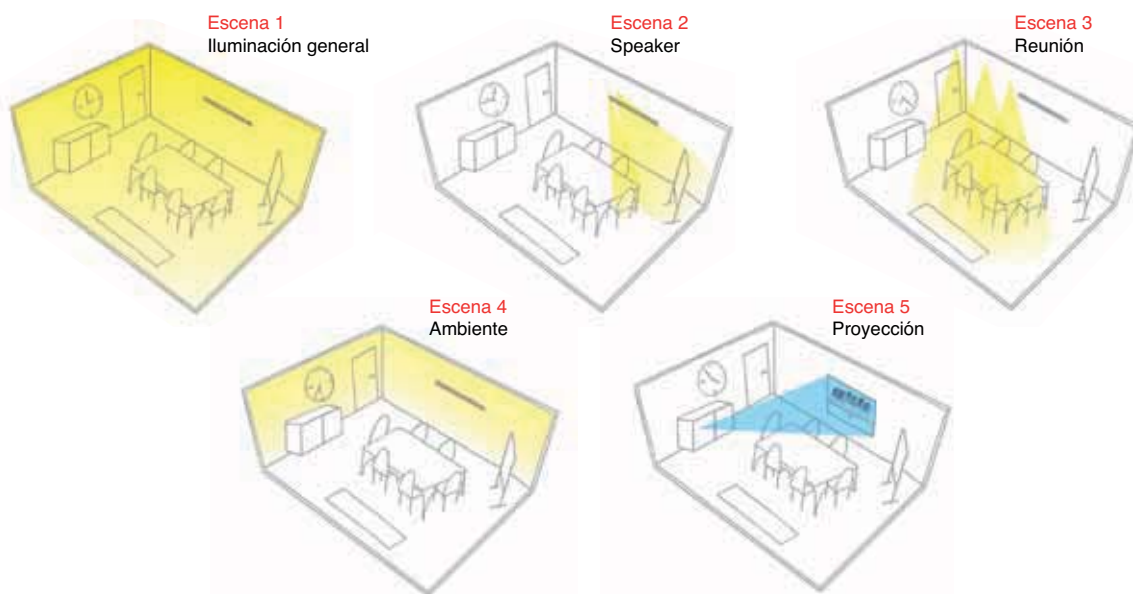 Escena 1
Iluminación general
Escena 2
Speaker
Escena 3
Reunión
Escena 4
Ambiente
Escena 5
Proyección